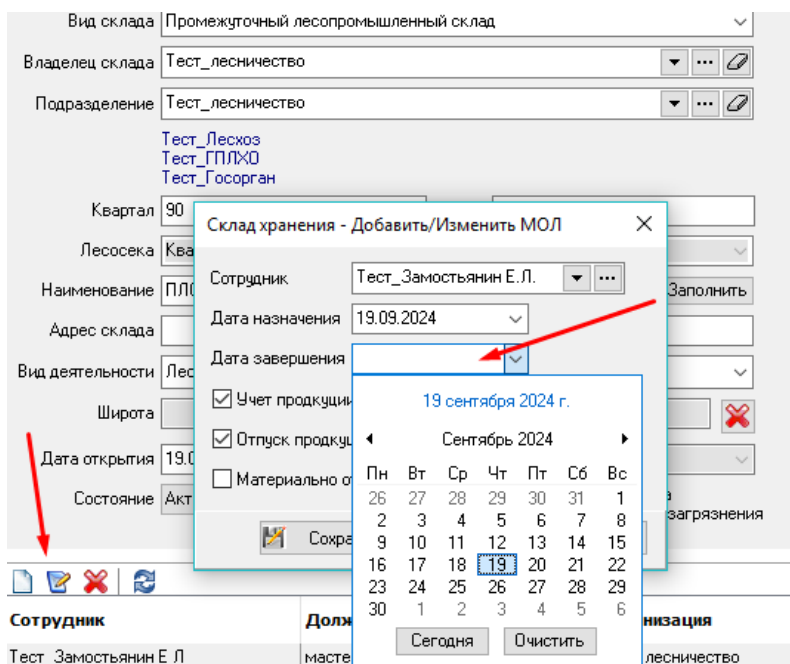 Вид склада Промежуточный лесопромышленный склад
Владелец склада Тест_лесничество
Подразделение Тест_лесничество
Тест_Лесхоз
Тест_ГПЛХО
Тест_Госорган
Квартал 90
Склад хранения - Добавить/Изменить МОЛ
Лесосека Ква
Сотрудник Тест_Замостьянин Е.Л.
Наименование ПЛ
Заполнить
Дата назначения 19.09.2024
Адрес склада
Дата завершения
Вид деятельности Лес
Учет продкуции
19 сентября 2024 г.
Широта
Отпуск продкуц
Сентябрь 2024
Дата открытия 19.0
Материально о
Пн Вт Ср Чт Пт Сб Вс
26 27 28 29 30 31 1
Состояние Акт
загрязнения
2 3 4 5 6 7 8
Сохра
9 10 11 12 13 14 15
16 17 18 19 20 21 22
23 24 25 26 27 28 29
30 1 2 3 4 5 6
Сотрудник Долж низация
Сегодня Очистить
Тест_Замостьянин Е Л масте лесничество